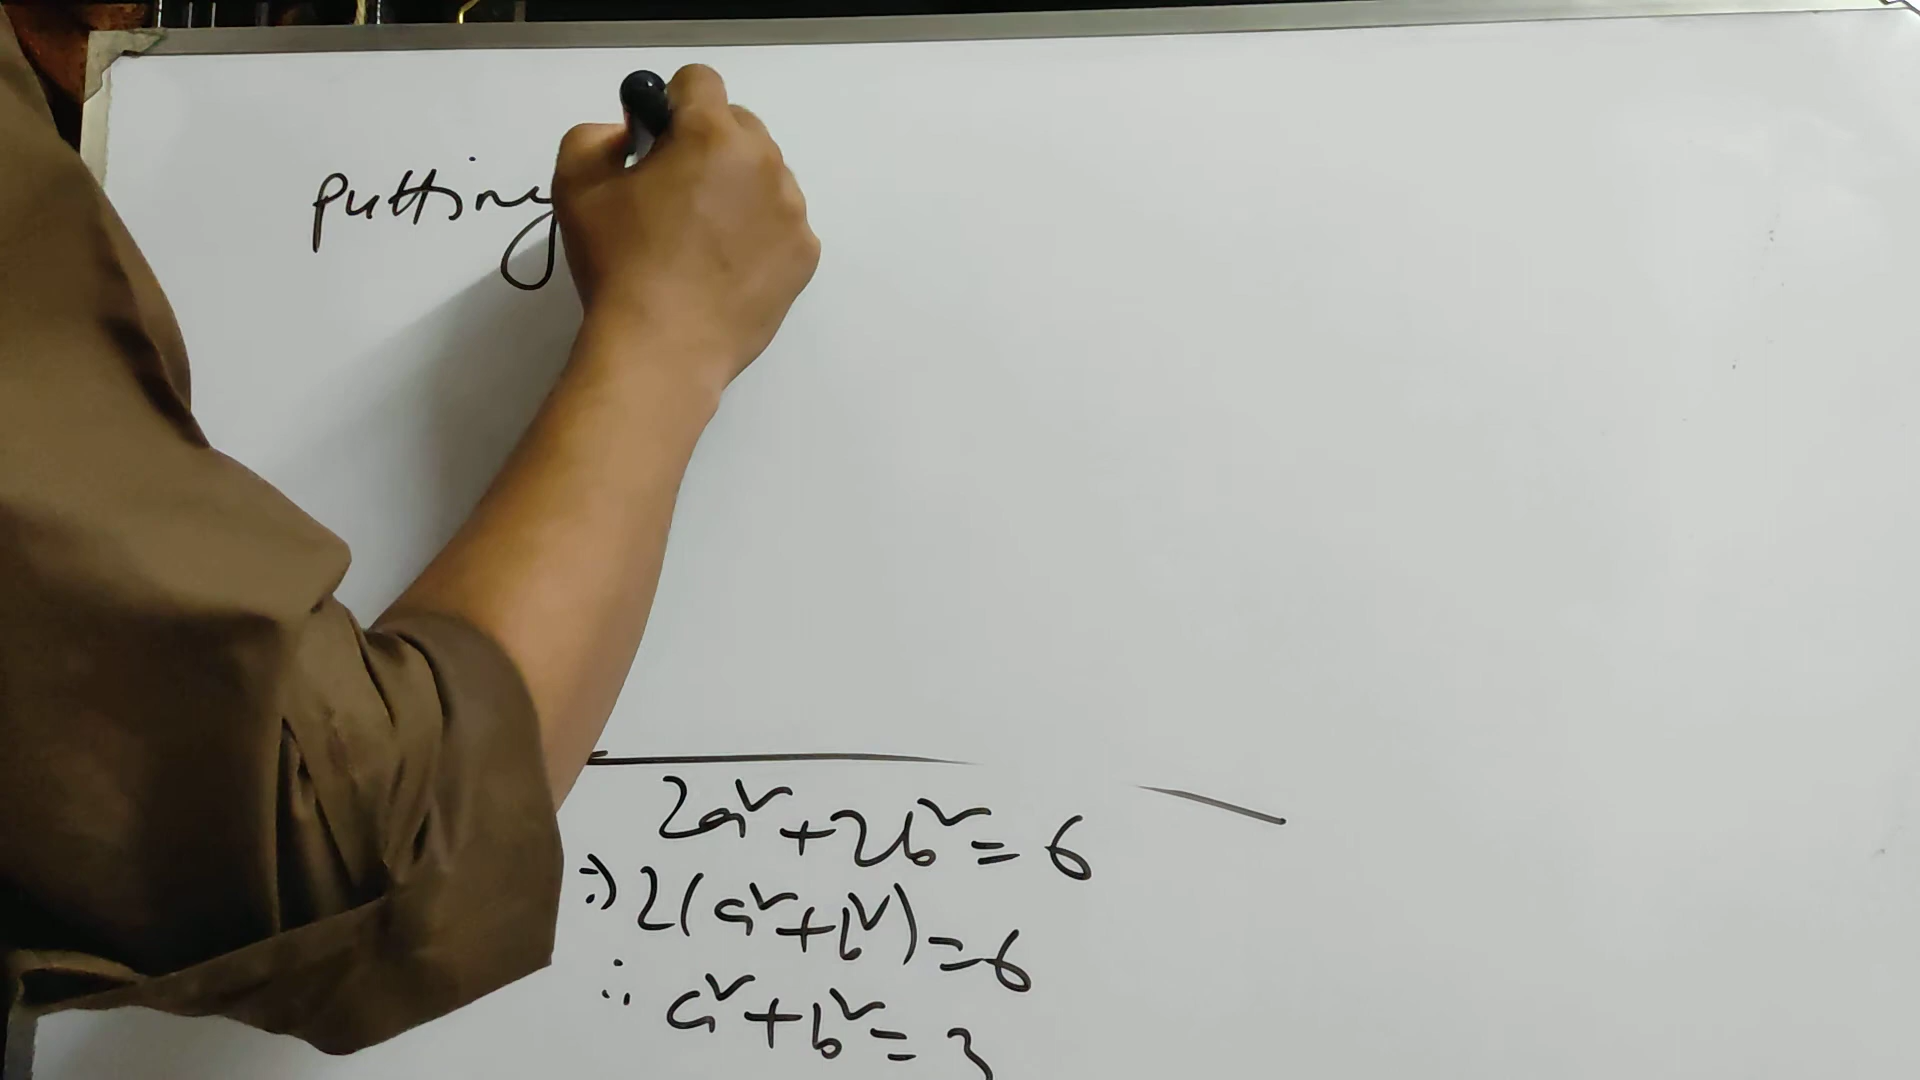 putting
2a²+2b²=6
⇒ 2(a²+b²)=6
∴ a²+b²=3